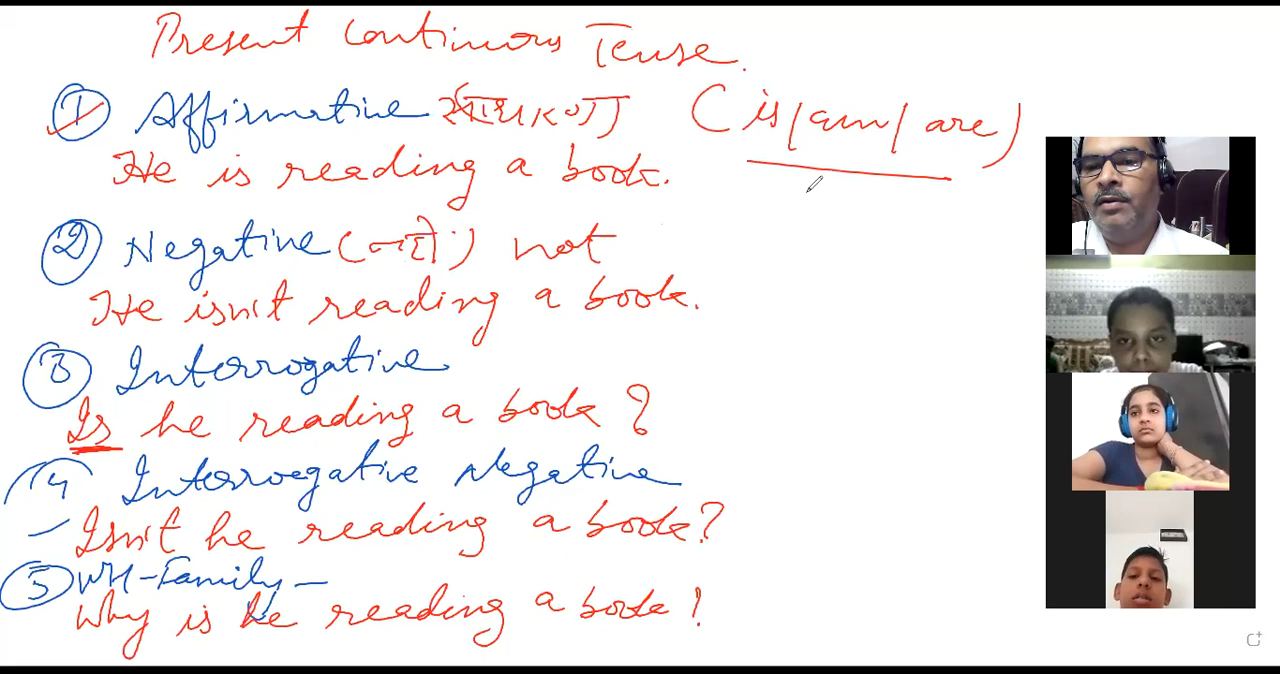 Present Continuous Tense.
① Affirmative साधारण (is/am/are)
He is reading a book.
② Negative (नहीं) not
He isn't reading a book.
③ Interrogative
Is he reading a book?
4 Interrogative Negative
Isn't he reading a book?
⑤ WH-Family-
Why is he reading a book?